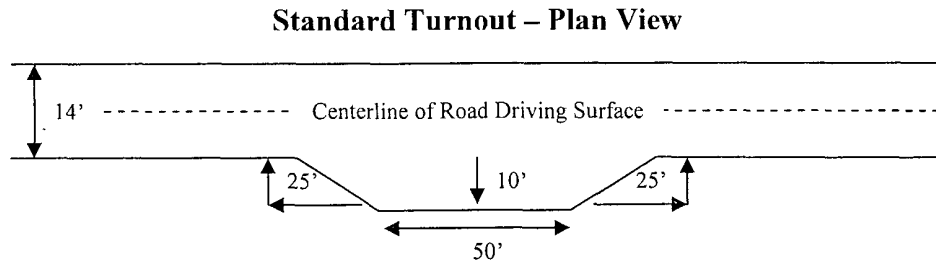 Standard Turnout – Plan View
14’
Centerline of Road Driving Surface
25’
10’
25’
50’